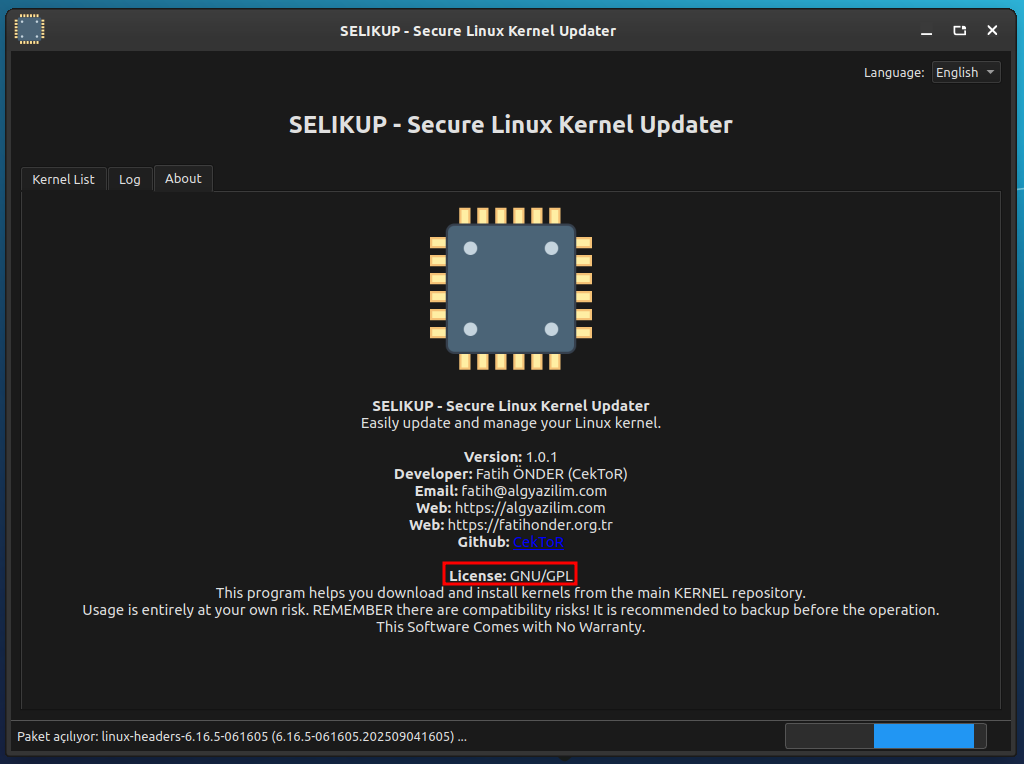 SELIKUP - Secure Linux Kernel Updater
Language: English
SELIKUP - Secure Linux Kernel Updater
Kernel List Log About
SELIKUP - Secure Linux Kernel Updater
Easily update and manage your Linux kernel.
Version: 1.0.1
Developer: Fatih ÖNDER (CekToR)
Email: fatih@algyazilim.com
Web: https://algyazilim.com
Web: https://fatihonder.org.tr
Github: CekToR
License: GNU/GPL
This program helps you download and install kernels from the main KERNEL repository.
Usage is entirely at your own risk. REMEMBER there are compatibility risks! It is recommended to backup before the operation.
This Software Comes with No Warranty.
Paket açılıyor: linux-headers-6.16.5-061605 (6.16.5-061605.202509041605) ...